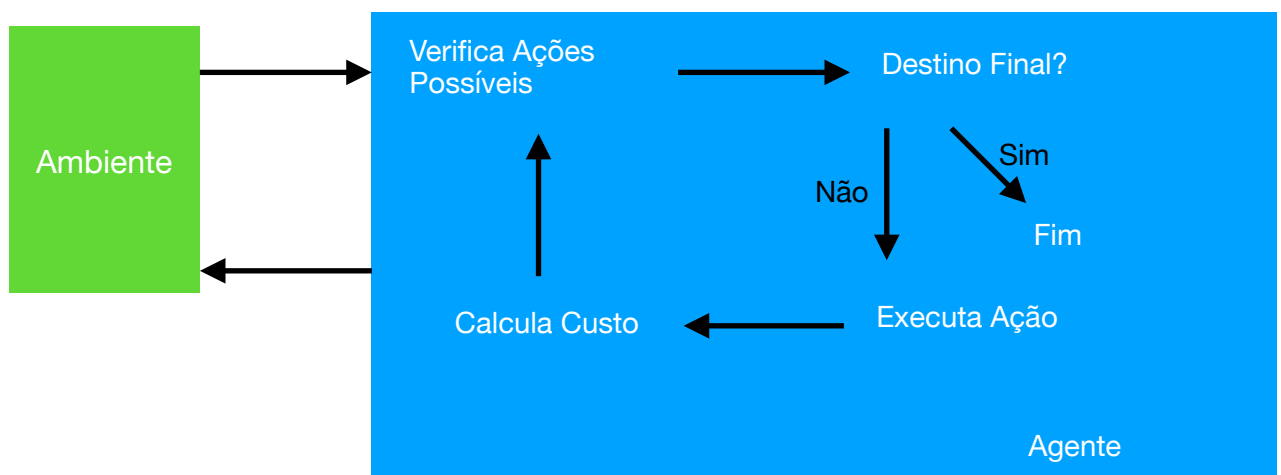 Verifica Ações
Possíveis
Destino Final?
Ambiente
Sim
Não
Fim
Calcula Custo
Executa Ação
Agente